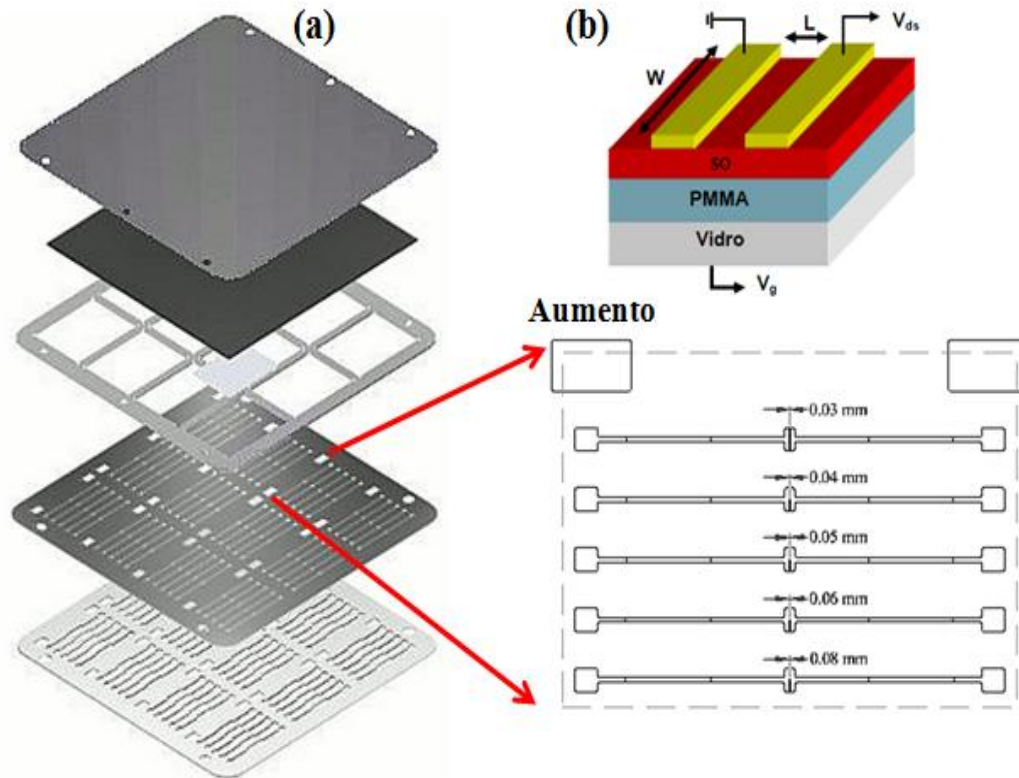 (a)
(b)
L
V_ds
W
SO
PMMA
Vidro
V_g
Aumento
0.03 mm
0.04 mm
0.05 mm
0.06 mm
0.08 mm